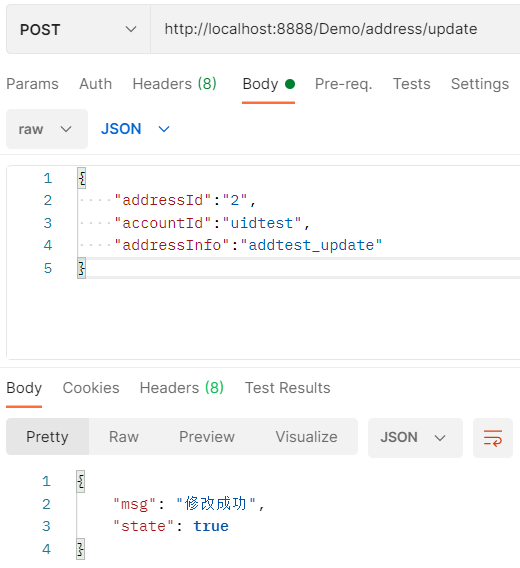 POST http://localhost:8888/Demo/address/update
Params Auth Headers (8) Body Pre-req. Tests Settings
raw JSON
1 {
2 ····"addressId":"2",
3 ····"accountId":"uidtest",
4 ····"addressInfo":"addtest_update"
5 }
Body Cookies Headers (8) Test Results
Pretty Raw Preview Visualize JSON
1 {
2 "msg": "修改成功",
3 "state": true
4 }